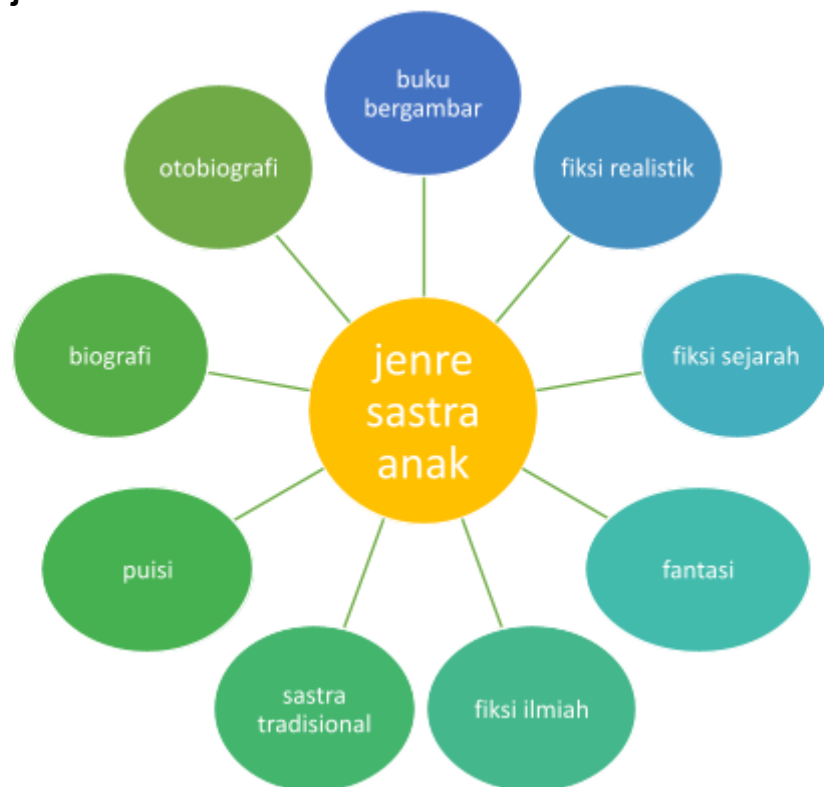 buku
bergambar
fiksi realistik
fiksi sejarah
fantasi
fiksi ilmiah
sastra
tradisional
puisi
biografi
otobiografi
jenre
sastra
anak